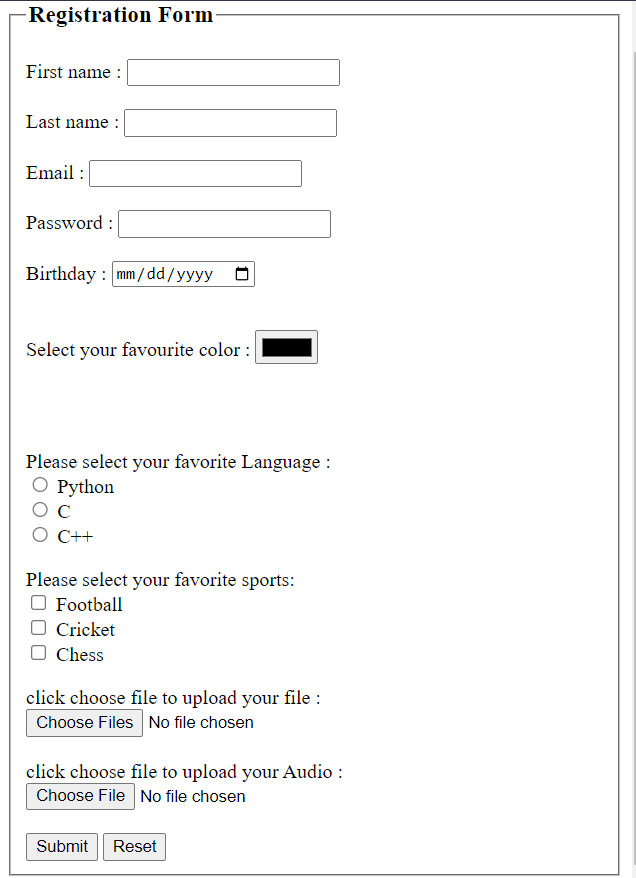 Registration Form
First name :
Last name :
Email :
Password :
Birthday : mm/dd/yyyy
Select your favourite color :
Please select your favorite Language :
Python
C
C++
Please select your favorite sports:
Football
Cricket
Chess
click choose file to upload your file :
Choose Files No file chosen
click choose file to upload your Audio :
Choose File No file chosen
Submit Reset